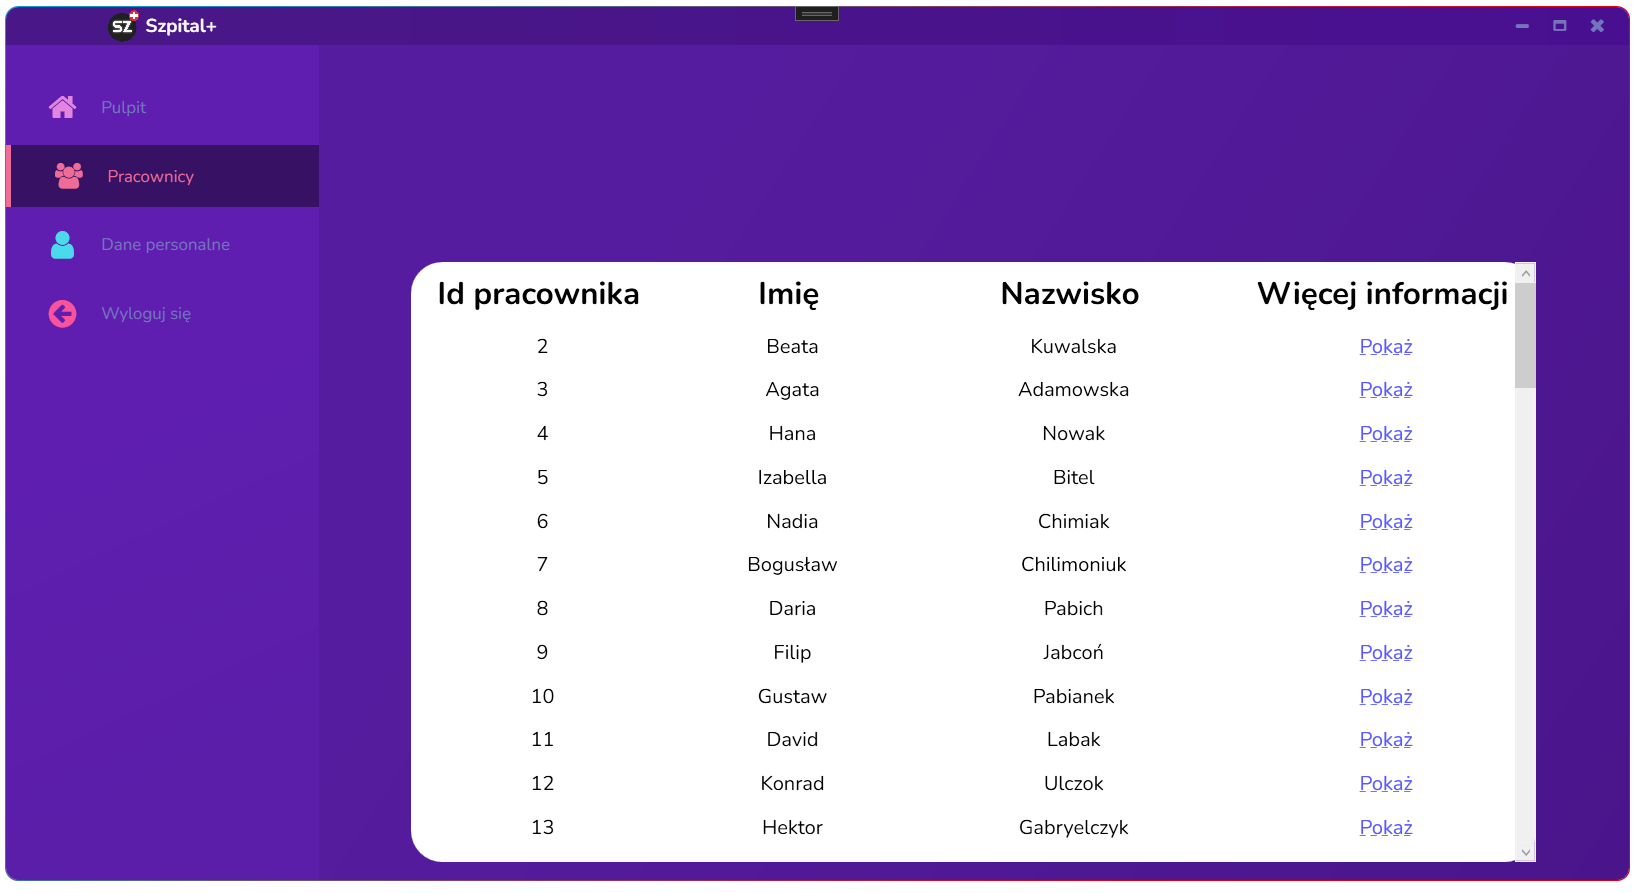 SZ Szpital+
Pulpit
Pracownicy
Dane personalne
Wyloguj się
Id pracownika Imię Nazwisko Więcej informacji
2 Beata Kuwalska Pokaż
3 Agata Adamowska Pokaż
4 Hana Nowak Pokaż
5 Izabella Bitel Pokaż
6 Nadia Chimiak Pokaż
7 Bogusław Chilimoniuk Pokaż
8 Daria Pabich Pokaż
9 Filip Jabcoń Pokaż
10 Gustaw Pabianek Pokaż
11 David Labak Pokaż
12 Konrad Ulczok Pokaż
13 Hektor Gabryelczyk Pokaż